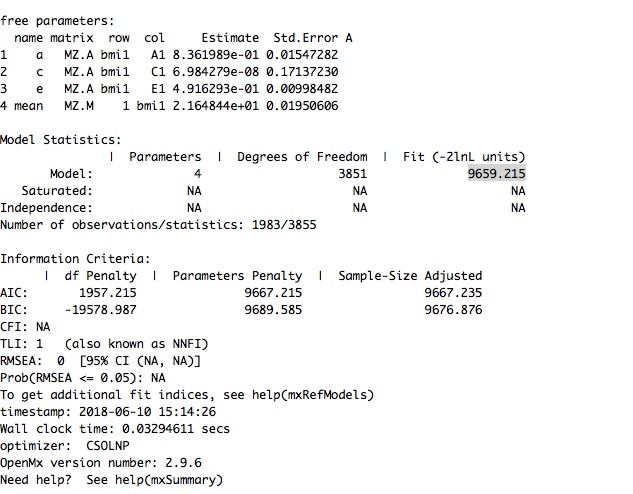 free parameters:
  name matrix  row  col     Estimate  Std.Error A
1    a   MZ.A bmi1   A1 8.361989e-01 0.01547282
2    c   MZ.A bmi1   C1 6.984279e-08 0.17137230
3    e   MZ.A bmi1   E1 4.916293e-01 0.00998482
4 mean   MZ.M    1 bmi1 2.164844e+01 0.01950606
Model Statistics:
               |  Parameters  |  Degrees of Freedom  |  Fit (-2lnL units)
       Model:              4                   3851              9659.215
   Saturated:             NA                     NA                    NA
Independence:             NA                     NA                    NA
Number of observations/statistics: 1983/3855
Information Criteria:
      |  df Penalty  |  Parameters Penalty  |  Sample-Size Adjusted
AIC:       1957.215               9667.215                 9667.235
BIC:     -19578.987               9689.585                 9676.876
CFI: NA
TLI: 1   (also known as NNFI)
RMSEA:  0  [95% CI (NA, NA)]
Prob(RMSEA <= 0.05): NA
To get additional fit indices, see help(mxRefModels)
timestamp: 2018-06-10 15:14:26
Wall clock time: 0.03294611 secs
optimizer:  CSOLNP
OpenMx version number: 2.9.6
Need help?  See help(mxSummary)